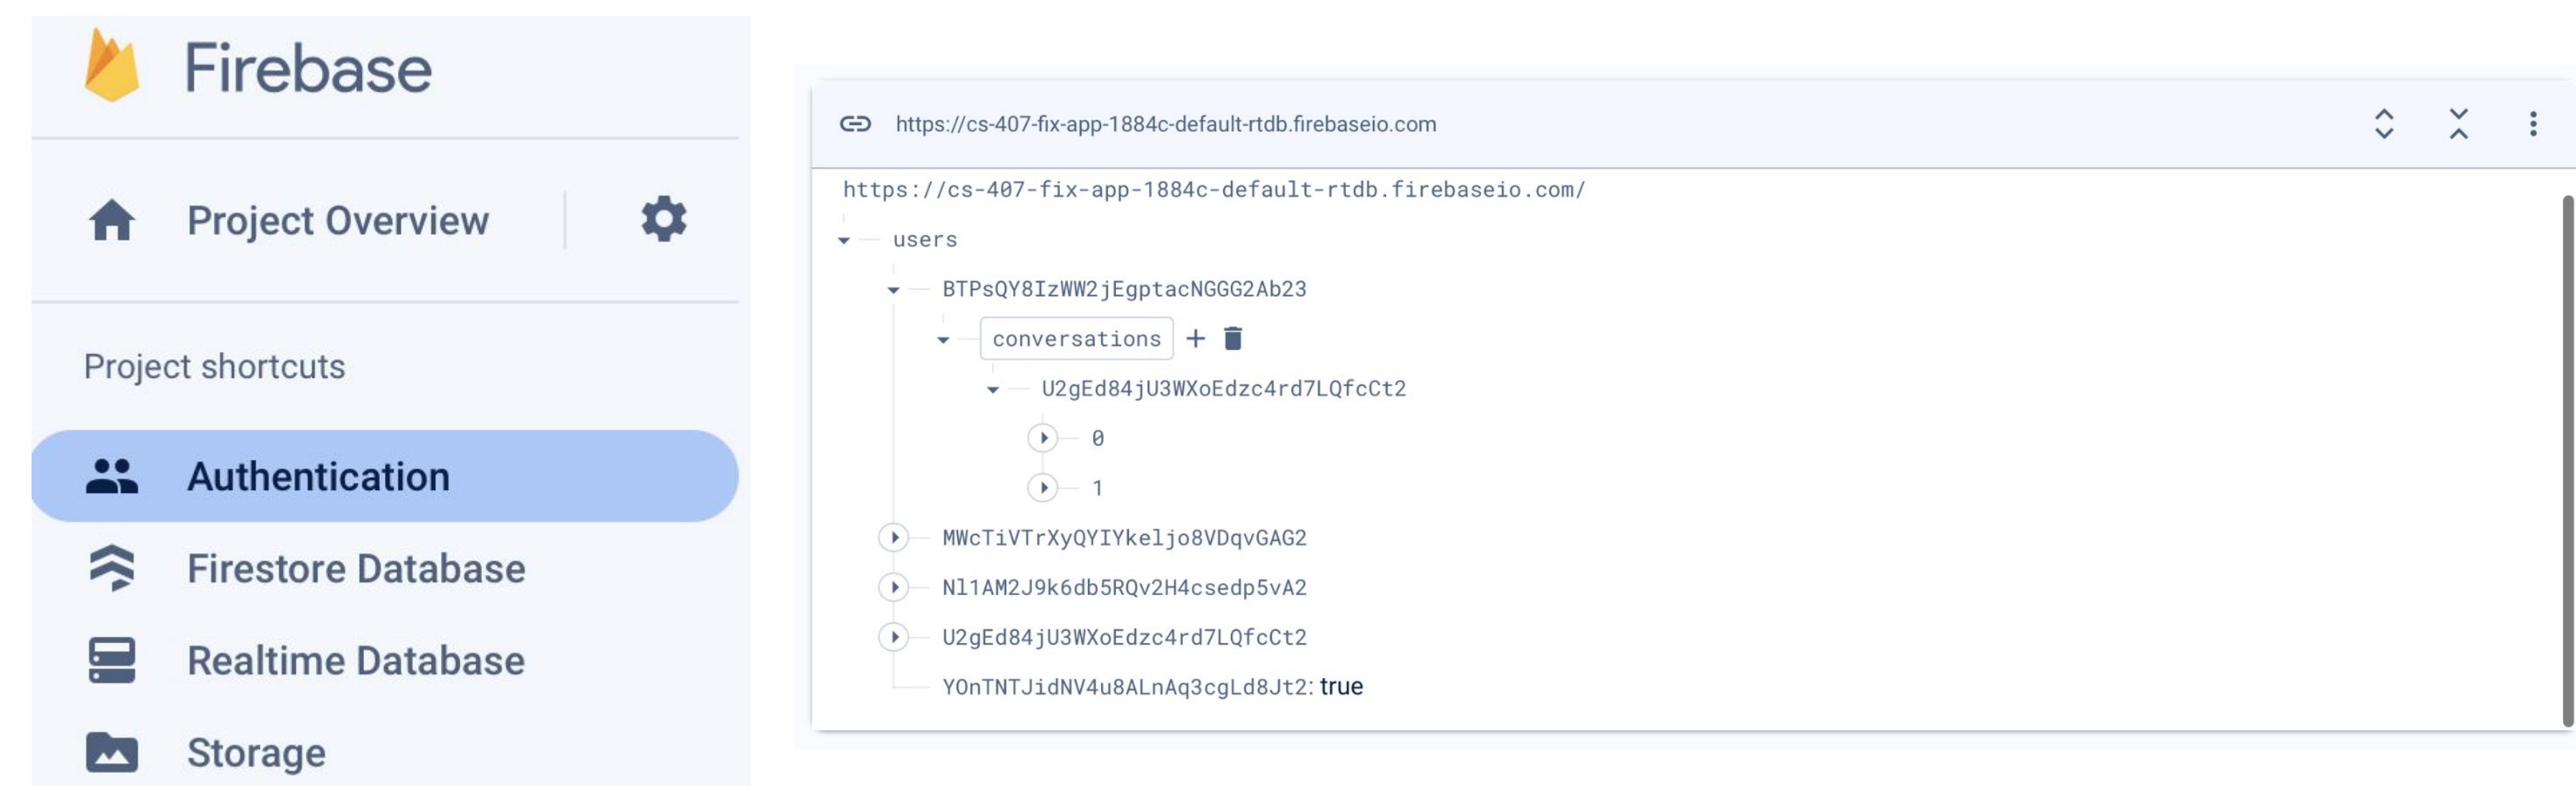 Firebase
Project Overview
Project shortcuts
Authentication
Firestore Database
Realtime Database
Storage
https://cs-407-fix-app-1884c-default-rtdb.firebaseio.com
https://cs-407-fix-app-1884c-default-rtdb.firebaseio.com/
users
BTPsQY8IzWW2jEgptacNGGG2Ab23
conversations
U2gEd84jU3WXoEdzc4rd7LQfcCt2
0
1
MWcTiVTrXyQYIYkeljo8VDqvGAG2
Nl1AM2J9k6db5RQv2H4csedp5vA2
U2gEd84jU3WXoEdzc4rd7LQfcCt2
YOnTNTJidNV4u8ALnAq3cgLd8Jt2: true